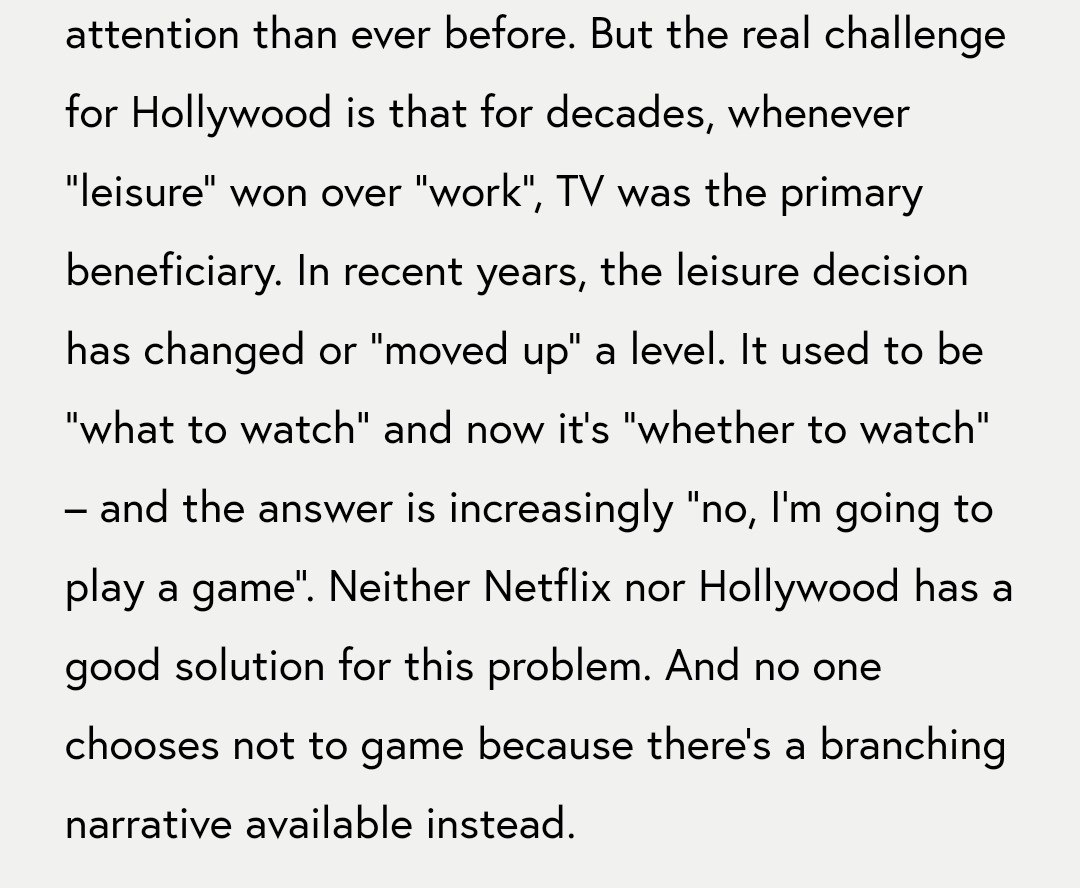 attention than ever before. But the real challenge
for Hollywood is that for decades, whenever
"leisure" won over "work", TV was the primary
beneficiary. In recent years, the leisure decision
has changed or "moved up" a level. It used to be
"what to watch" and now it's "whether to watch"
– and the answer is increasingly "no, I'm going to
play a game". Neither Netflix nor Hollywood has a
good solution for this problem. And no one
chooses not to game because there's a branching
narrative available instead.